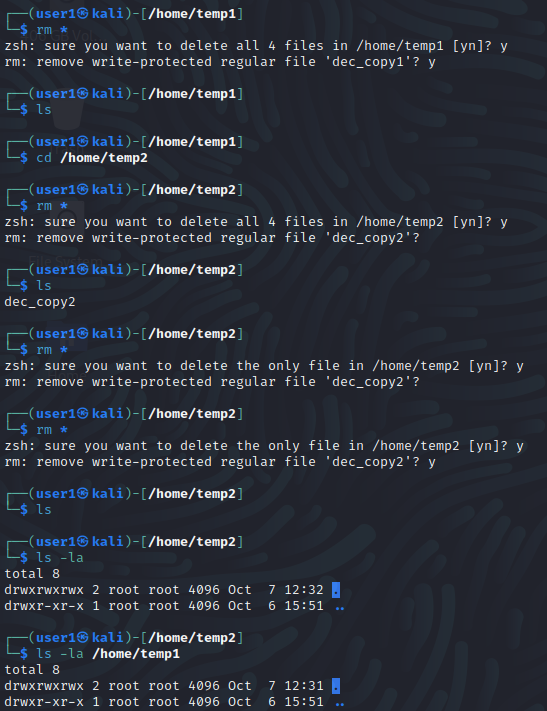 ┌──(user1㉿kali)-[/home/temp1]
└─$ rm *
zsh: sure you want to delete all 4 files in /home/temp1 [yn]? y
rm: remove write-protected regular file 'dec_copy1'? y
┌──(user1㉿kali)-[/home/temp1]
└─$ ls
┌──(user1㉿kali)-[/home/temp1]
└─$ cd /home/temp2
┌──(user1㉿kali)-[/home/temp2]
└─$ rm *
zsh: sure you want to delete all 4 files in /home/temp2 [yn]? y
rm: remove write-protected regular file 'dec_copy2'?
┌──(user1㉿kali)-[/home/temp2]
└─$ ls
dec_copy2
┌──(user1㉿kali)-[/home/temp2]
└─$ rm *
zsh: sure you want to delete the only file in /home/temp2 [yn]? y
rm: remove write-protected regular file 'dec_copy2'?
┌──(user1㉿kali)-[/home/temp2]
└─$ rm *
zsh: sure you want to delete the only file in /home/temp2 [yn]? y
rm: remove write-protected regular file 'dec_copy2'? y
┌──(user1㉿kali)-[/home/temp2]
└─$ ls
┌──(user1㉿kali)-[/home/temp2]
└─$ ls -la
total 8
drwxrwxrwx 2 root root 4096 Oct  7 12:32 .
drwxr-xr-x 1 root root 4096 Oct  6 15:51 ..
┌──(user1㉿kali)-[/home/temp2]
└─$ ls -la /home/temp1
total 8
drwxrwxrwx 2 root root 4096 Oct  7 12:31 .
drwxr-xr-x 1 root root 4096 Oct  6 15:51 ..